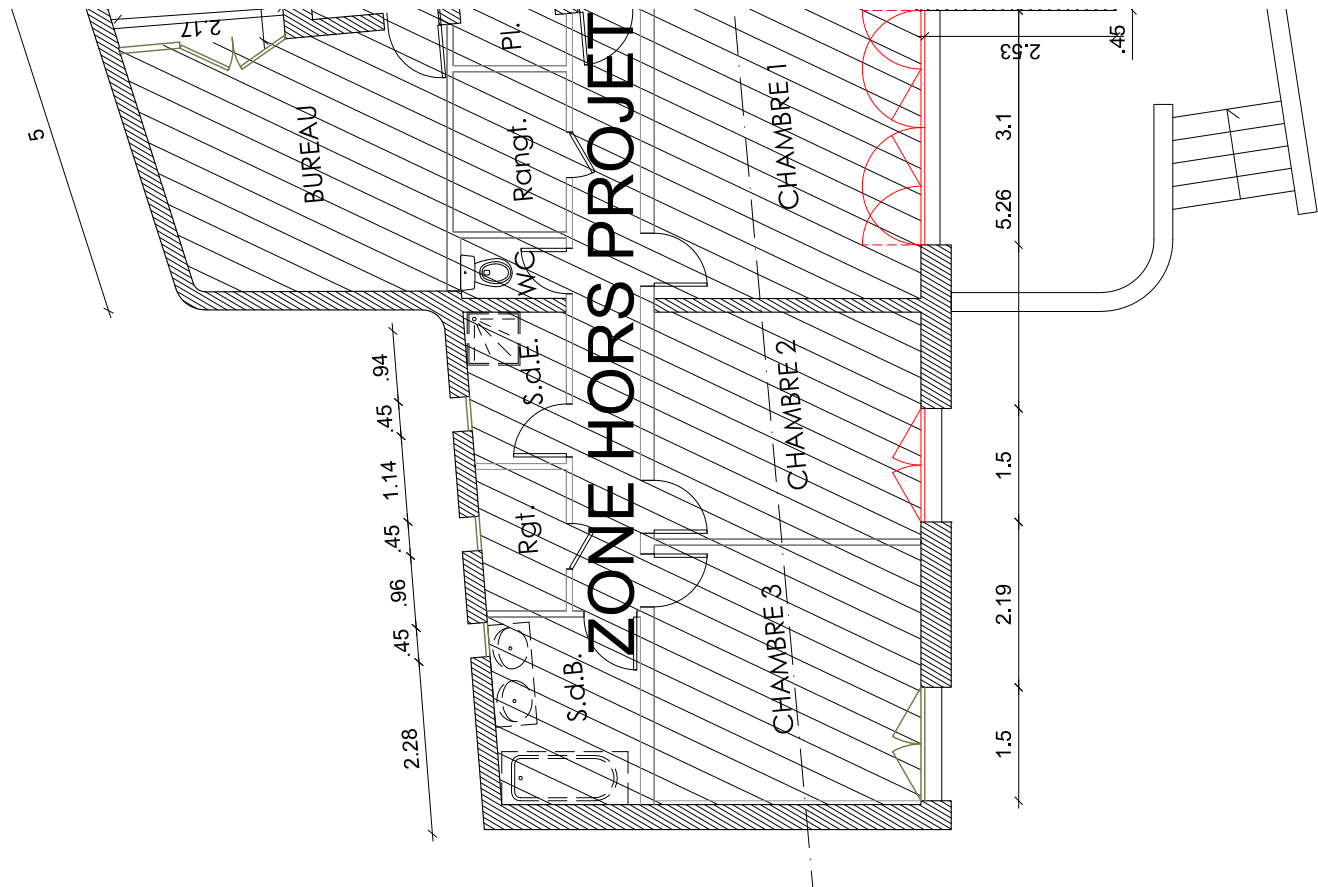 2.17
5
BUREAU
Pl.
Rangt.
WC
ZONE HORS PROJET
CHAMBRE 1
2.53
.45
3.1
5.26
S.d.E.
CHAMBRE 2
.94
.45
1.14
.45
.96
.45
2.28
Rgt.
S.d.B.
CHAMBRE 3
1.5
2.19
1.5